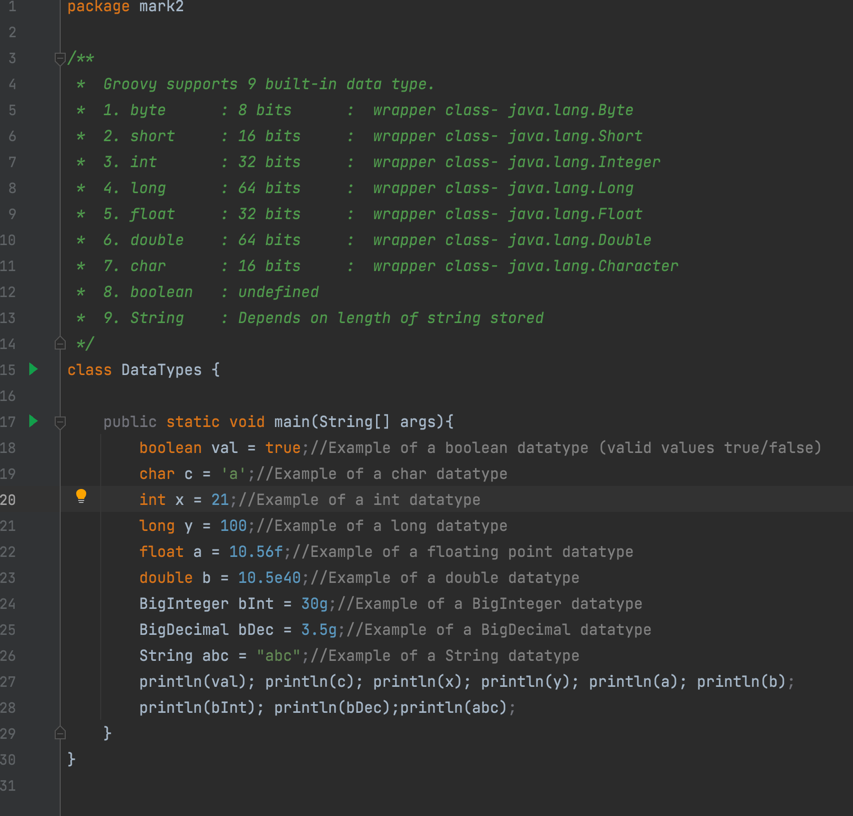 1 package mark2
2
3 /**
4 * Groovy supports 9 built-in data type.
5 * 1. byte : 8 bits : wrapper class- java.lang.Byte
6 * 2. short : 16 bits : wrapper class- java.lang.Short
7 * 3. int : 32 bits : wrapper class- java.lang.Integer
8 * 4. long : 64 bits : wrapper class- java.lang.Long
9 * 5. float : 32 bits : wrapper class- java.lang.Float
10 * 6. double : 64 bits : wrapper class- java.lang.Double
11 * 7. char : 16 bits : wrapper class- java.lang.Character
12 * 8. boolean : undefined
13 * 9. String : Depends on length of string stored
14 */
15 class DataTypes {
16
17 public static void main(String[] args){
18 boolean val = true;//Example of a boolean datatype (valid values true/false)
19 char c = 'a';//Example of a char datatype
20 int x = 21;//Example of a int datatype
21 long y = 100;//Example of a long datatype
22 float a = 10.56f;//Example of a floating point datatype
23 double b = 10.5e40;//Example of a double datatype
24 BigInteger bInt = 30g;//Example of a BigInteger datatype
25 BigDecimal bDec = 3.5g;//Example of a BigDecimal datatype
26 String abc = "abc";//Example of a String datatype
27 println(val); println(c); println(x); println(y); println(a); println(b);
28 println(bInt); println(bDec);println(abc);
29 }
30 }
31